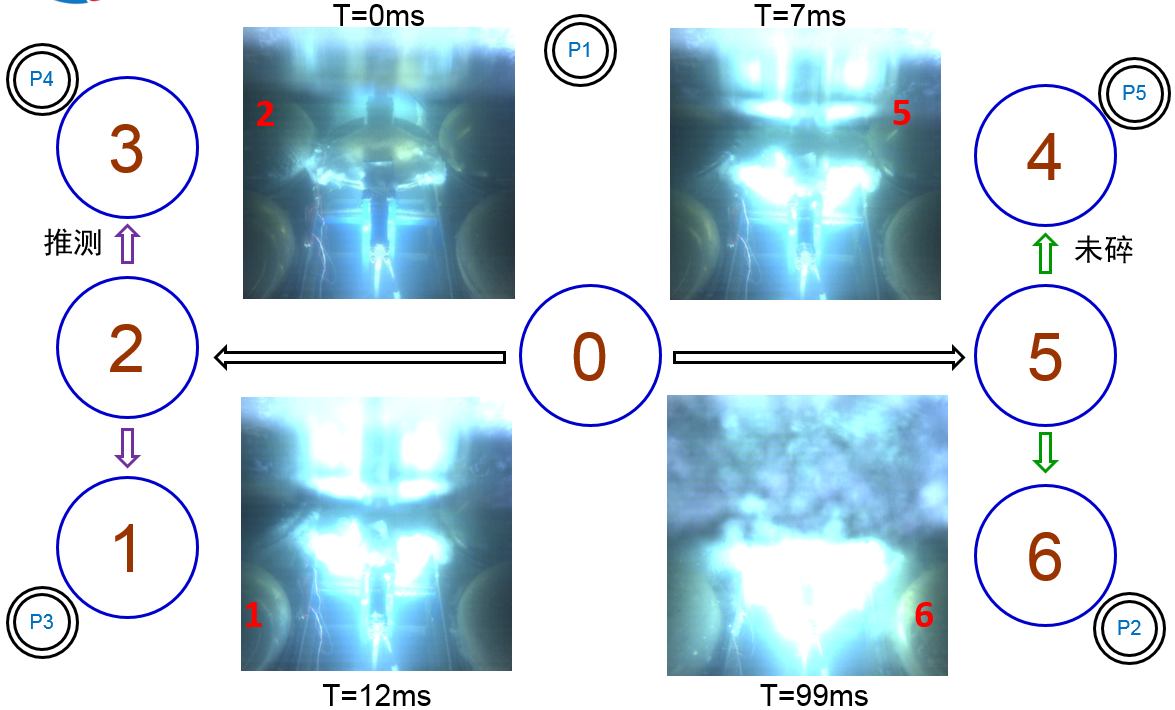 T=0ms
T=7ms
P1
P4
P5
3
2
5
4
推测
未碎
2
0
5
1
1
6
6
P3
P2
T=12ms
T=99ms